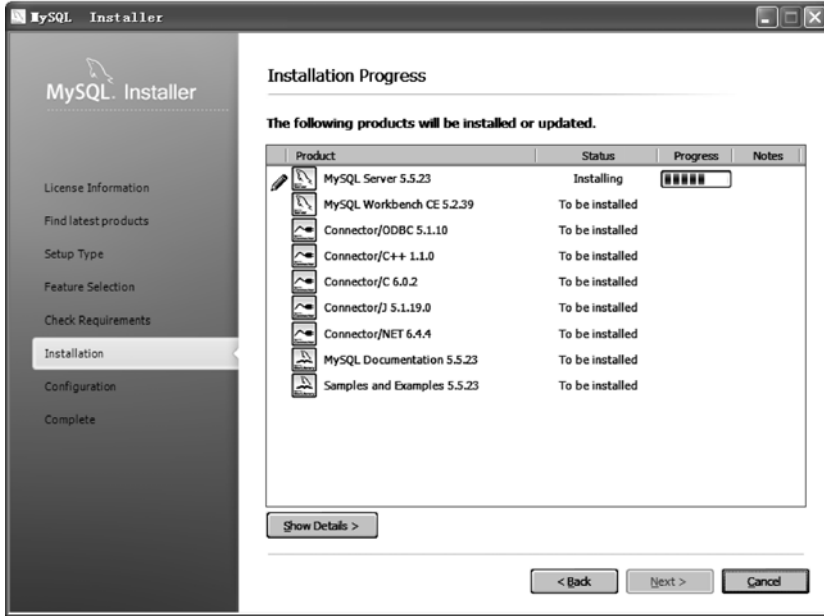 MySQL Installer
MySQL. Installer
License Information
Find latest products
Setup Type
Feature Selection
Check Requirements
Installation
Configuration
Complete
Installation Progress
The following products will be installed or updated.
Product Status Progress Notes
MySQL Server 5.5.23 Installing
MySQL Workbench CE 5.2.39 To be installed
Connector/ODBC 5.1.10 To be installed
Connector/C++ 1.1.0 To be installed
Connector/C 6.0.2 To be installed
Connector/J 5.1.19.0 To be installed
Connector/NET 6.4.4 To be installed
MySQL Documentation 5.5.23 To be installed
Samples and Examples 5.5.23 To be installed
Show Details >
< Back Next > Cancel